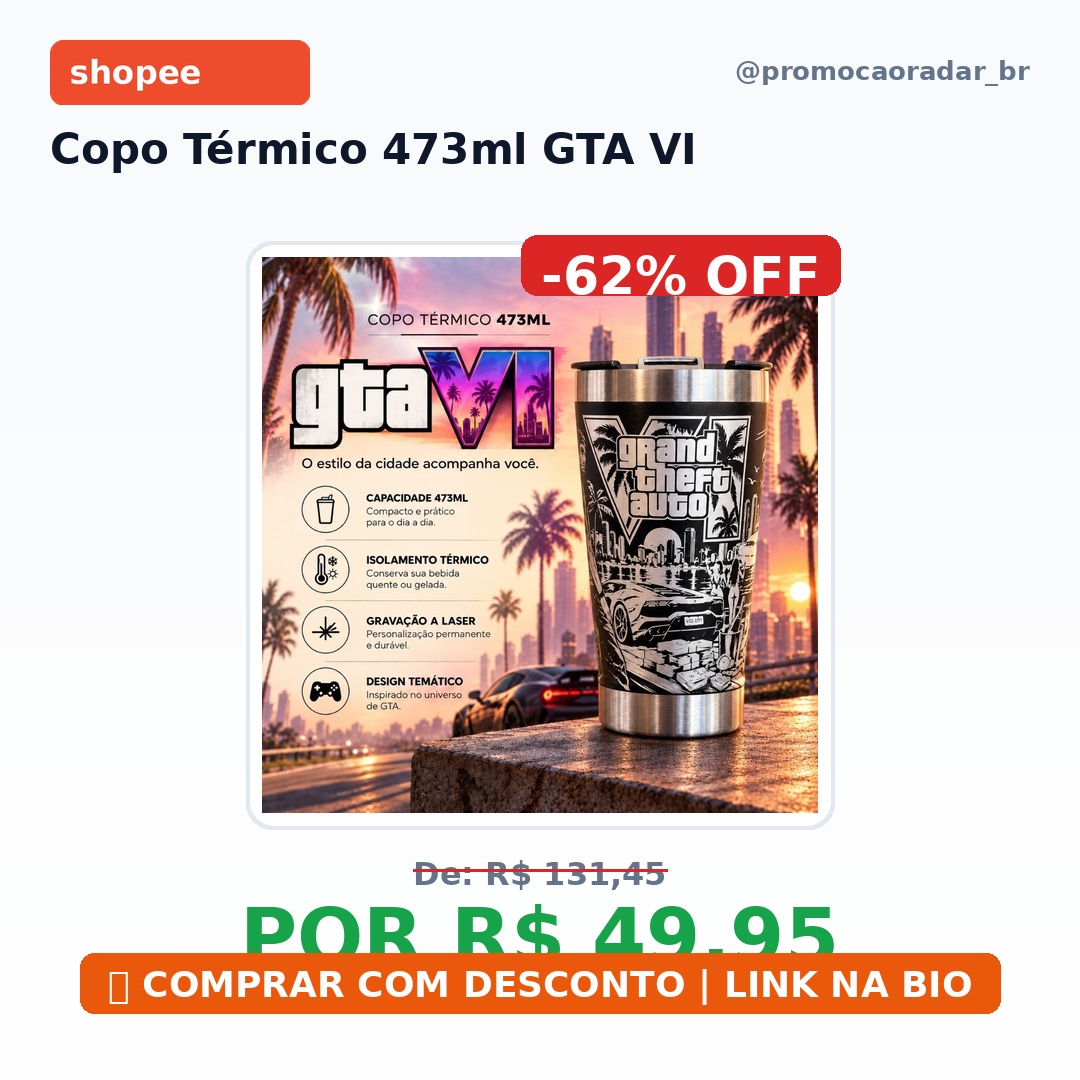 shopee
@promocaoradar_br
Copo Térmico 473ml GTA VI
-62% OFF
COPO TÉRMICO 473ML
gta VI
O estilo da cidade acompanha você.
CAPACIDADE 473ML
Compacto e prático
para o dia a dia.
ISOLAMENTO TÉRMICO
Conserva sua bebida
quente ou gelada.
GRAVAÇÃO A LASER
Personalização permanente
e durável.
DESIGN TEMÁTICO
Inspirado no universo
de GTA.
VI
grand
theft
auto
VICE CITY
De: R$ 131,45
POR R$ 49,95
COMPRAR COM DESCONTO | LINK NA BIO